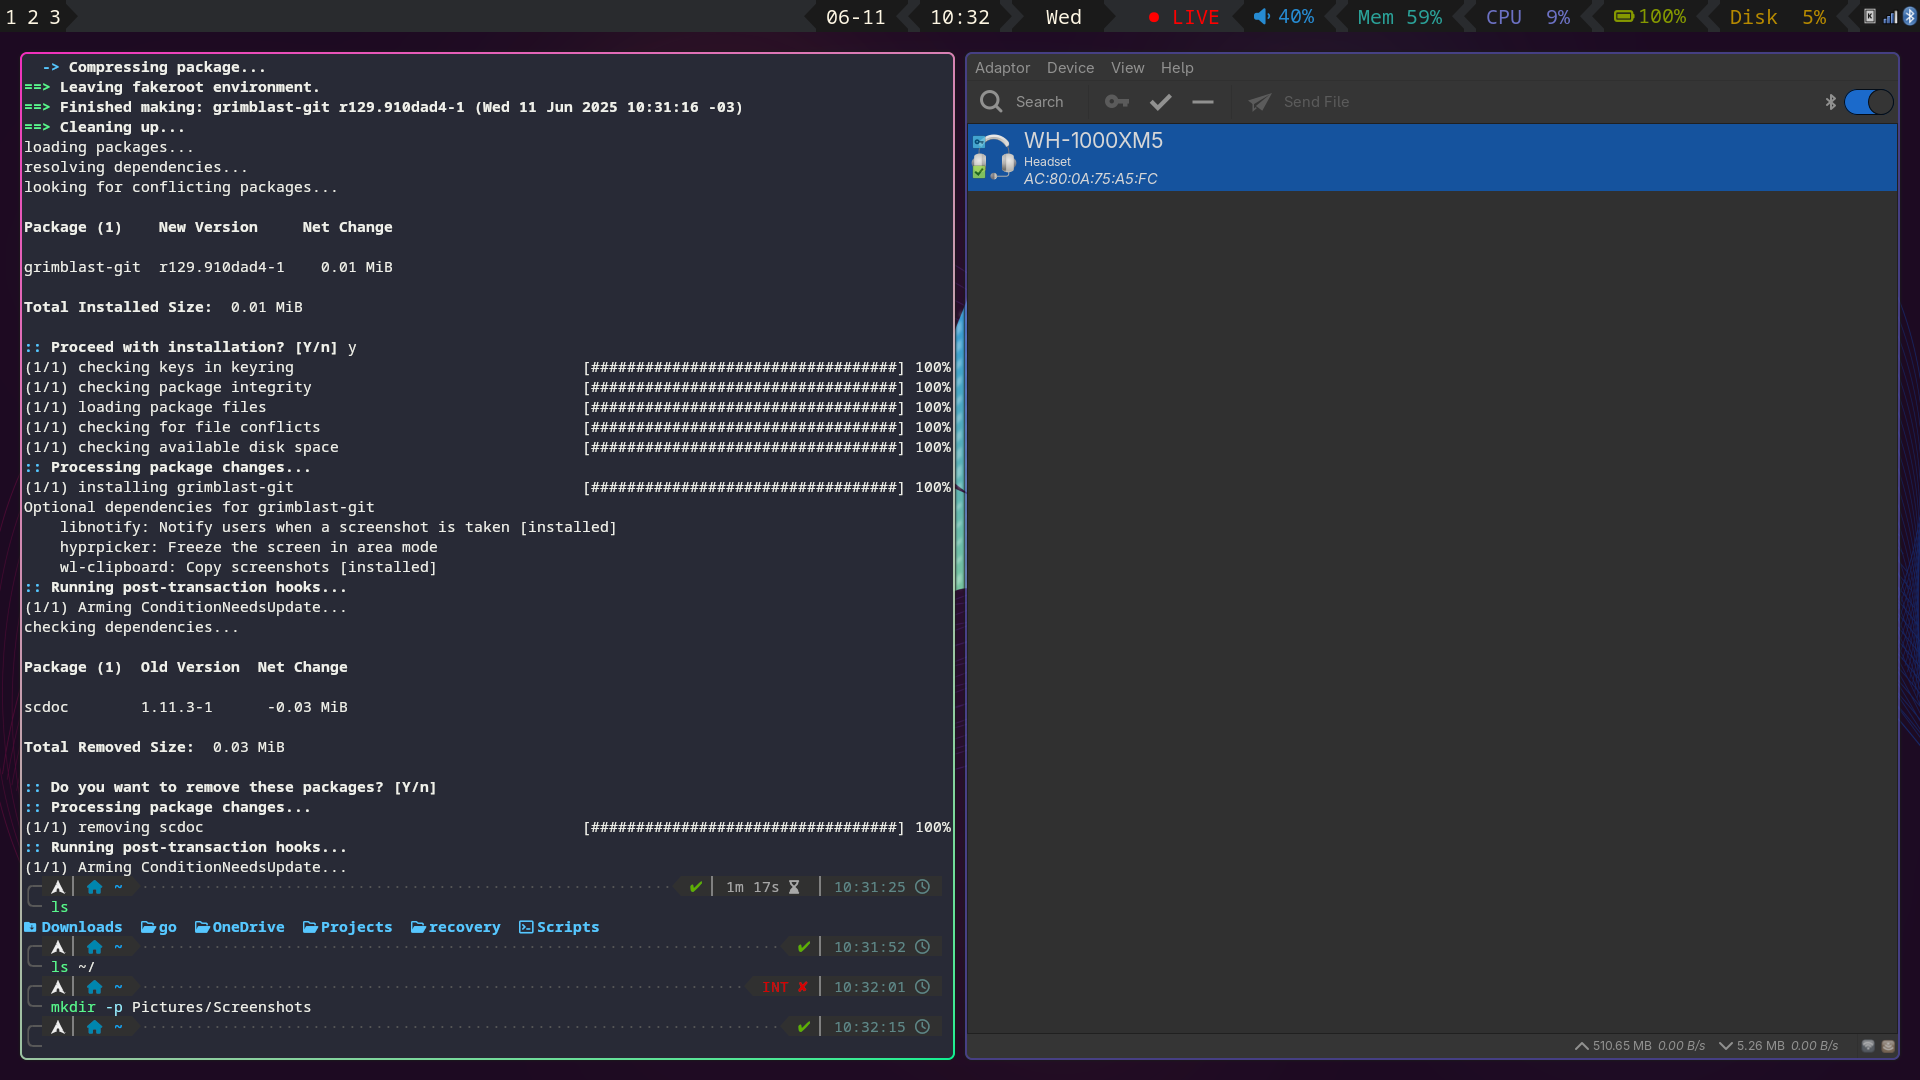 1 2 3
06-11
10:32
Wed
LIVE
40%
Mem 59%
CPU 9%
100%
Disk 5%
-> Compressing package...
==> Leaving fakeroot environment.
==> Finished making: grimblast-git r129.910dad4-1 (Wed 11 Jun 2025 10:31:16 -03)
==> Cleaning up...
loading packages...
resolving dependencies...
looking for conflicting packages...
Package (1) New Version Net Change
grimblast-git r129.910dad4-1 0.01 MiB
Total Installed Size: 0.01 MiB
:: Proceed with installation? [Y/n] y
(1/1) checking keys in keyring [##################################] 100%
(1/1) checking package integrity [##################################] 100%
(1/1) loading package files [##################################] 100%
(1/1) checking for file conflicts [##################################] 100%
(1/1) checking available disk space [##################################] 100%
:: Processing package changes...
(1/1) installing grimblast-git [##################################] 100%
Optional dependencies for grimblast-git
libnotify: Notify users when a screenshot is taken [installed]
hyprpicker: Freeze the screen in area mode
wl-clipboard: Copy screenshots [installed]
:: Running post-transaction hooks...
(1/1) Arming ConditionNeedsUpdate...
checking dependencies...
Package (1) Old Version Net Change
scdoc 1.11.3-1 -0.03 MiB
Total Removed Size: 0.03 MiB
:: Do you want to remove these packages? [Y/n]
:: Processing package changes...
(1/1) removing scdoc [##################################] 100%
:: Running post-transaction hooks...
(1/1) Arming ConditionNeedsUpdate...
~ ✔ 1m 17s 10:31:25
ls
Downloads go OneDrive Projects recovery Scripts
~ ✔ 10:31:52
ls ~/
~ INT ✘ 10:32:01
mkdir -p Pictures/Screenshots
~ ✔ 10:32:15
Adaptor Device View Help
Search
Send File
WH-1000XM5
Headset
AC:80:0A:75:A5:FC
510.65 MB 0.00 B/s 5.26 MB 0.00 B/s